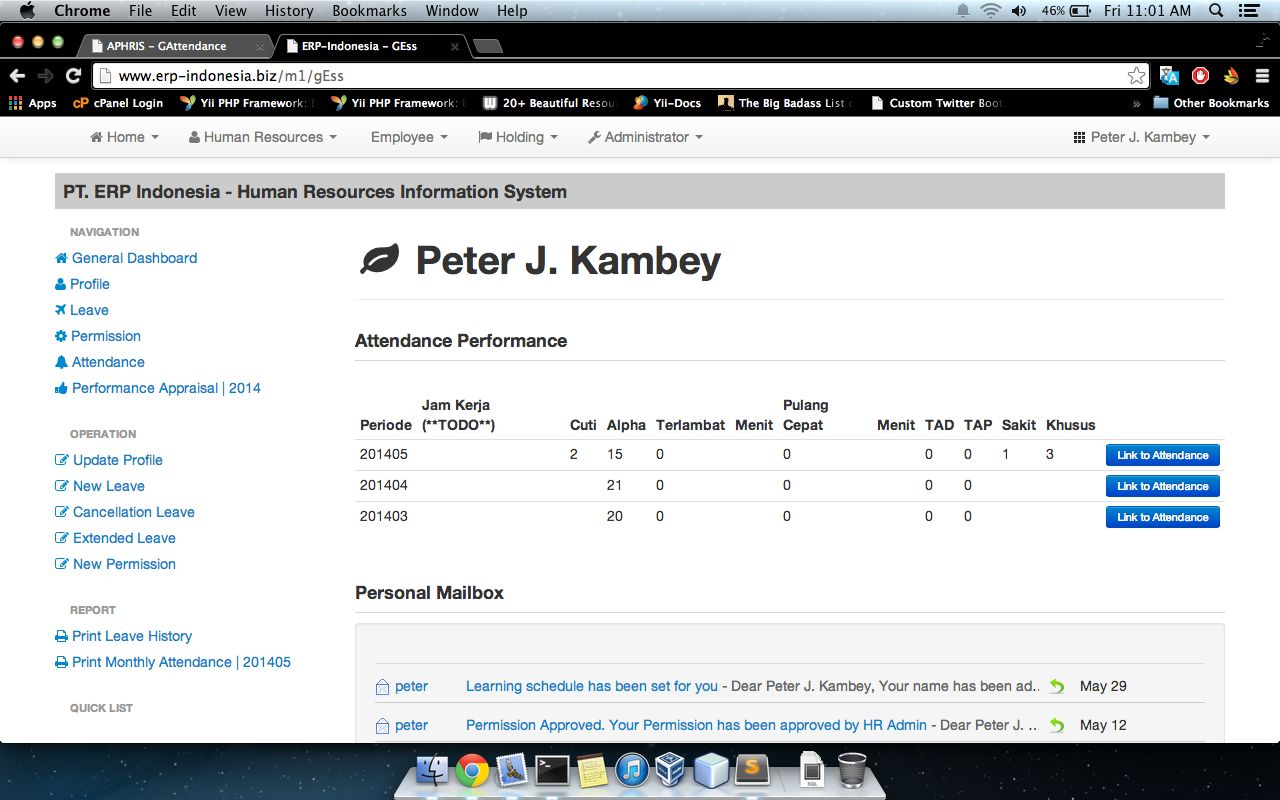 Chrome File Edit View History Bookmarks Window Help 46% Fri 11:01 AM
APHRIS – GAttendance ERP-Indonesia – GEss
www.erp-indonesia.biz/m1/gEss
Apps cP cPanel Login Yii PHP Framework: Yii PHP Framework: 20+ Beautiful Resou Yii-Docs The Big Badass List Custom Twitter Boot » Other Bookmarks
Home Human Resources Employee Holding Administrator Peter J. Kambey
PT. ERP Indonesia - Human Resources Information System
NAVIGATION
General Dashboard
Profile
Leave
Permission
Attendance
Performance Appraisal | 2014
OPERATION
Update Profile
New Leave
Cancellation Leave
Extended Leave
New Permission
REPORT
Print Leave History
Print Monthly Attendance | 201405
QUICK LIST
Peter J. Kambey
Attendance Performance
Periode Jam Kerja (**TODO**) Cuti Alpha Terlambat Menit Pulang Cepat Menit TAD TAP Sakit Khusus
201405 2 15 0 0 0 0 1 3 Link to Attendance
201404 21 0 0 0 0 Link to Attendance
201403 20 0 0 0 0 Link to Attendance
Personal Mailbox
peter Learning schedule has been set for you - Dear Peter J. Kambey, Your name has been ad.. May 29
peter Permission Approved. Your Permission has been approved by HR Admin - Dear Peter J. .. May 12
SQL